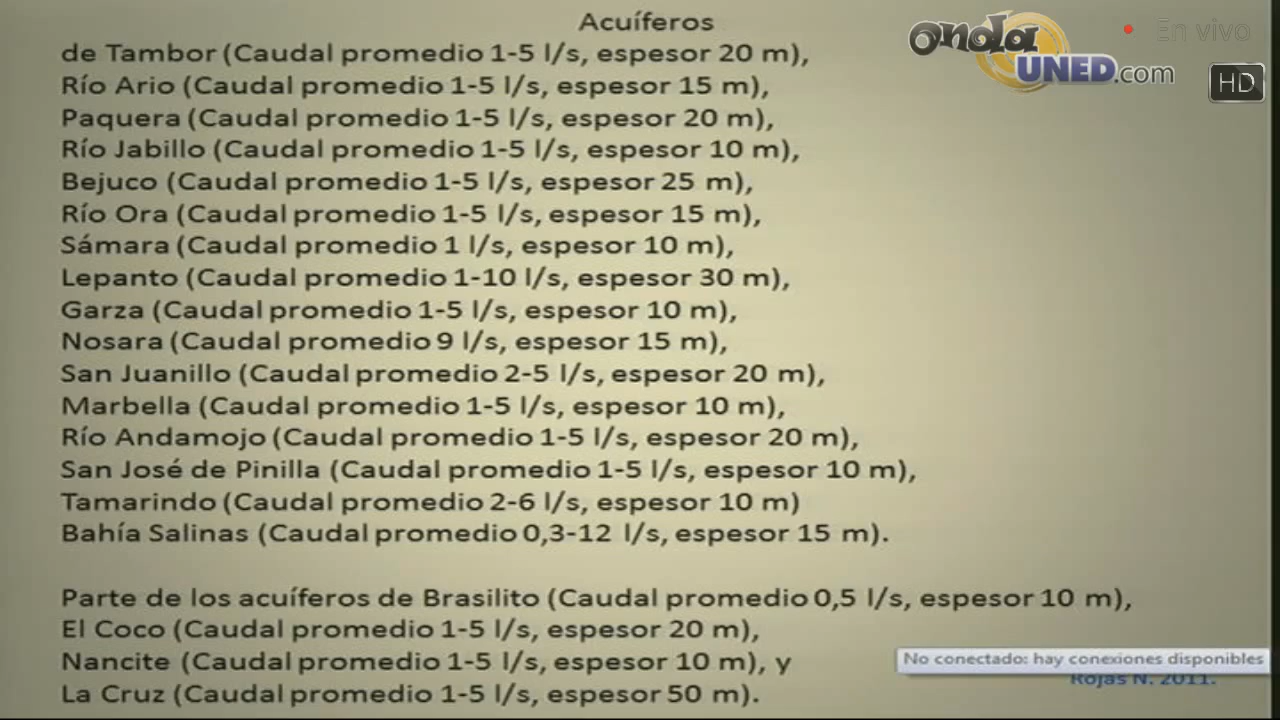 Acuíferos
de Tambor (Caudal promedio 1-5 l/s, espesor 20 m),
Río Ario (Caudal promedio 1-5 l/s, espesor 15 m),
Paquera (Caudal promedio 1-5 l/s, espesor 20 m),
Río Jabillo (Caudal promedio 1-5 l/s, espesor 10 m),
Bejuco (Caudal promedio 1-5 l/s, espesor 25 m),
Río Ora (Caudal promedio 1-5 l/s, espesor 15 m),
Sámara (Caudal promedio 1 l/s, espesor 10 m),
Lepanto (Caudal promedio 1-10 l/s, espesor 30 m),
Garza (Caudal promedio 1-5 l/s, espesor 10 m),
Nosara (Caudal promedio 9 l/s, espesor 15 m),
San Juanillo (Caudal promedio 2-5 l/s, espesor 20 m),
Marbella (Caudal promedio 1-5 l/s, espesor 10 m),
Río Andamojo (Caudal promedio 1-5 l/s, espesor 20 m),
San José de Pinilla (Caudal promedio 1-5 l/s, espesor 10 m),
Tamarindo (Caudal promedio 2-6 l/s, espesor 10 m)
Bahía Salinas (Caudal promedio 0,3-12 l/s, espesor 15 m).
Parte de los acuíferos de Brasilito (Caudal promedio 0,5 l/s, espesor 10 m),
El Coco (Caudal promedio 1-5 l/s, espesor 20 m),
Nancite (Caudal promedio 1-5 l/s, espesor 10 m), y
La Cruz (Caudal promedio 1-5 l/s, espesor 50 m).
onda
UNED.com
En vivo
HD
No conectado: hay conexiones disponibles
Rojas N. 2011.